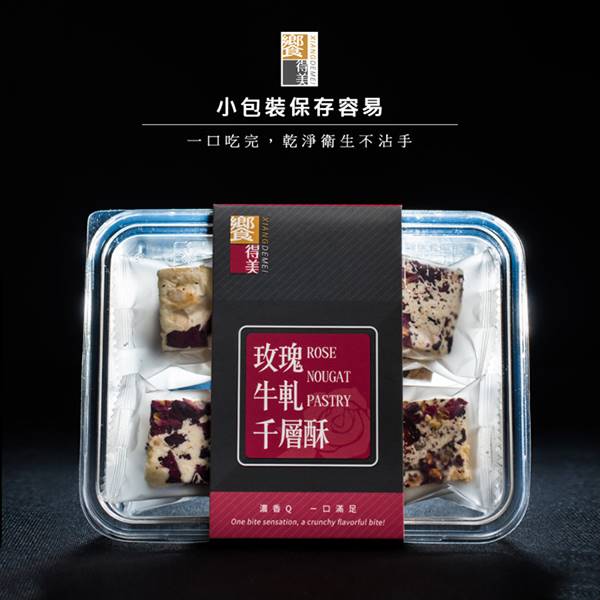 饗
得美
XIANGDEMEI
小包裝保存容易
一口吃完，乾淨衛生不沾手
饗
得美
XIANGDEMEI
玫瑰 ROSE
牛軋 NOUGAT
千層酥 PASTRY
濃香Q 一口滿足
One bite sensation, a crunchy flavorful bite!